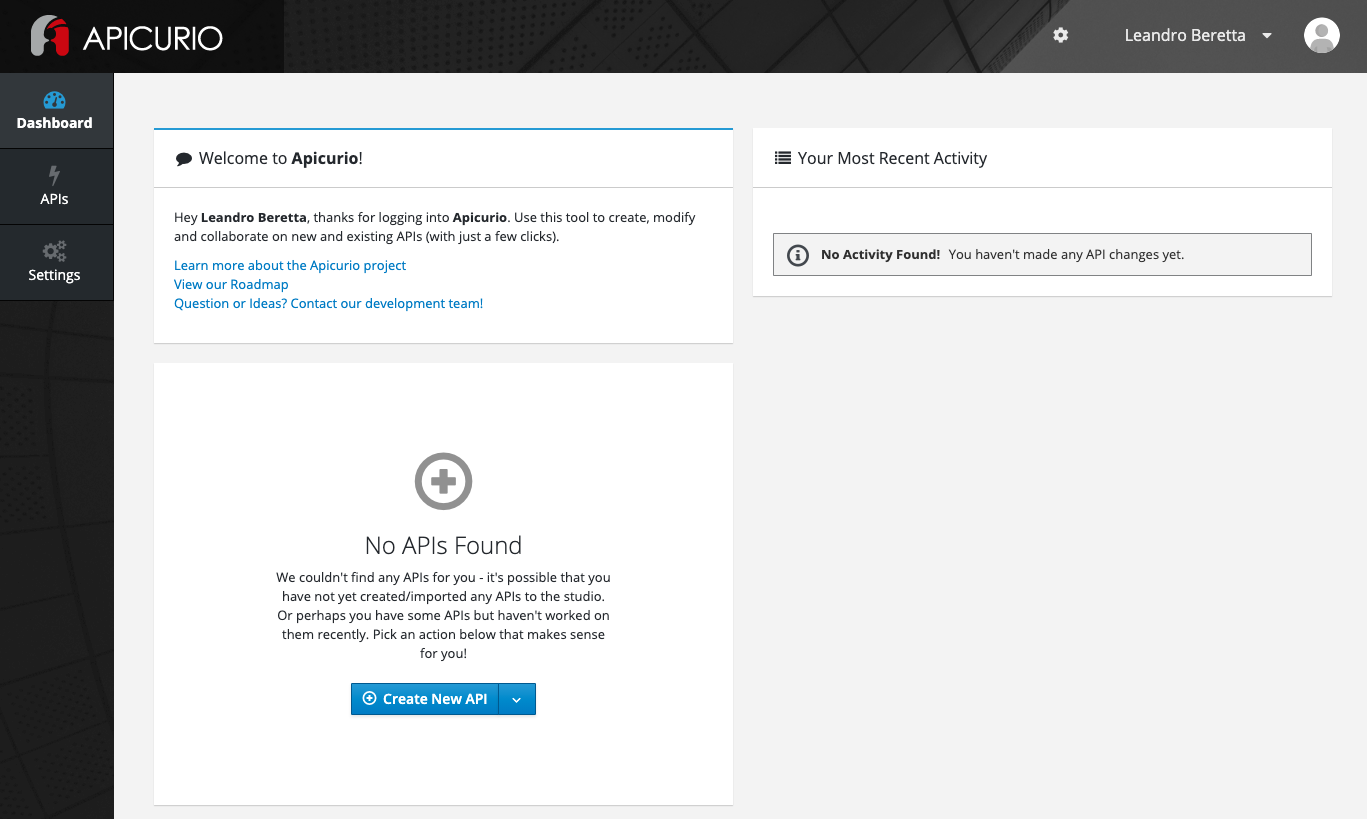 APICURIO
Leandro Beretta
Dashboard
APIs
Settings
Welcome to Apicurio!
Hey Leandro Beretta, thanks for logging into Apicurio. Use this tool to create, modify
and collaborate on new and existing APIs (with just a few clicks).
Learn more about the Apicurio project
View our Roadmap
Question or Ideas? Contact our development team!
Your Most Recent Activity
No Activity Found! You haven't made any API changes yet.
No APIs Found
We couldn't find any APIs for you - it's possible that you
have not yet created/imported any APIs to the studio.
Or perhaps you have some APIs but haven't worked on
them recently. Pick an action below that makes sense
for you!
Create New API